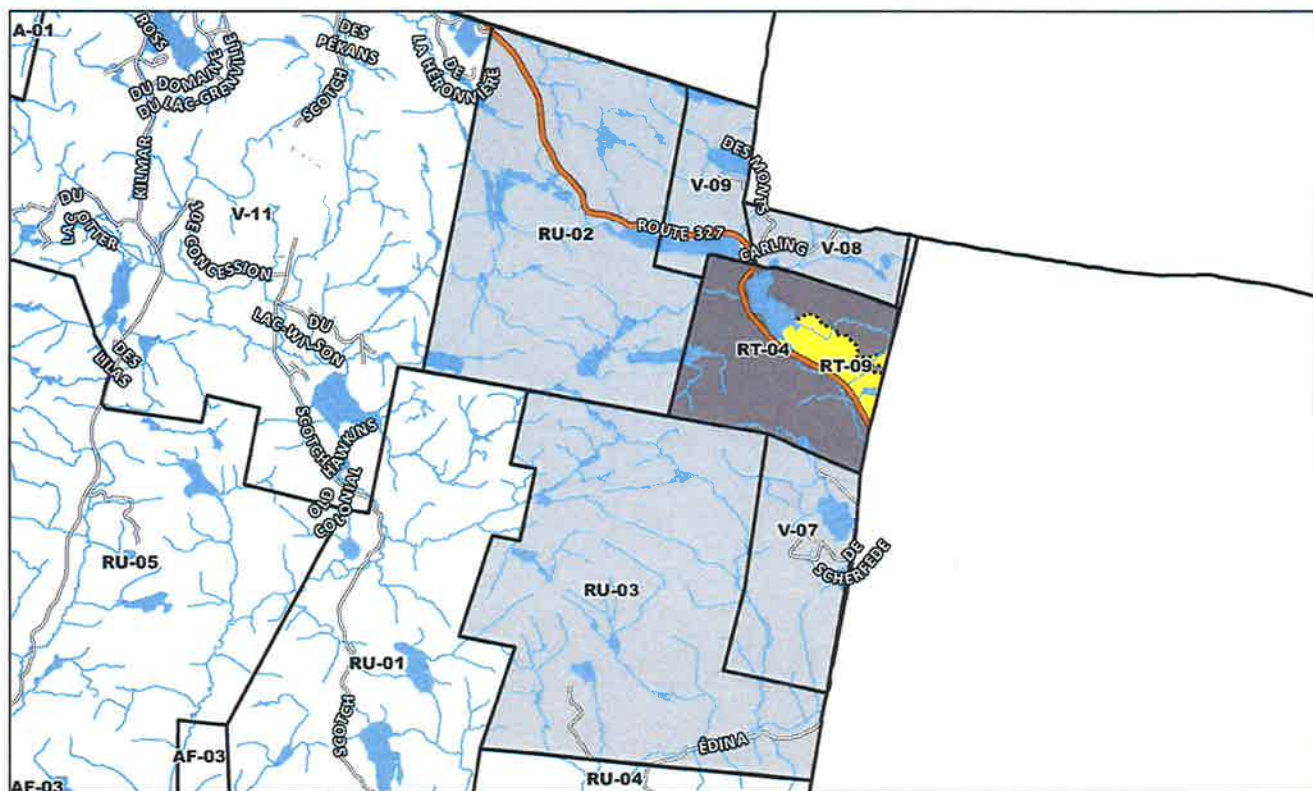 A-01
ROSS
DU DOMAINE
DU LAC-GRENVILLE
DES
PÉKANS
SCOTCH
DE
LA HÉRONNIÈRE
KILMAR
DU
LAC
OTTER
V-11
30E CONCESSION
DES MONTS
V-09
ROUTE 327
RU-02
CARLING
V-08
DU
LAC-WILSON
DES
LILAS
RT-04
RT-09
SCOTCH
HAWKINS
OLD
COLONIAL
V-07
DE
SCHERFEDE
RU-05
RU-03
RU-01
SCOTCH
ÉDINA
AF-03
RU-04
AF-03